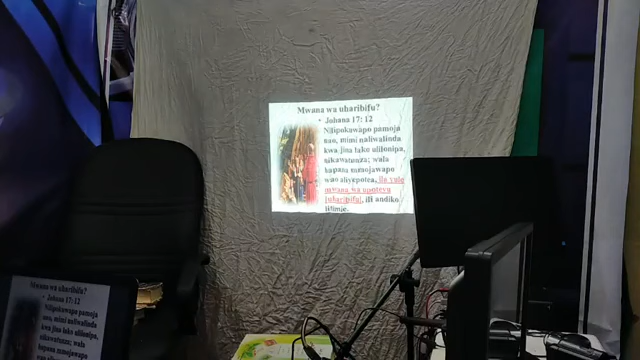 Mwana wa uharibifu?
• Johana 17: 12
Nilipokuwapo pamoja
nao, mimi naliwalinda
kwa jina lako ulilonipa,
nikawatunza; wala
hapana mmojawapo
wao aliyepotea, ila yule
mwana wa upotevu
[uharibifu], ili andiko
litimie.
Mwana wa uharibifu?
• Johana 17: 12
Nilipokuwapo pamoja
nao, mimi naliwalinda
kwa jina lako ulilonipa,
nikawatunza; wala
hapana mmojawapo